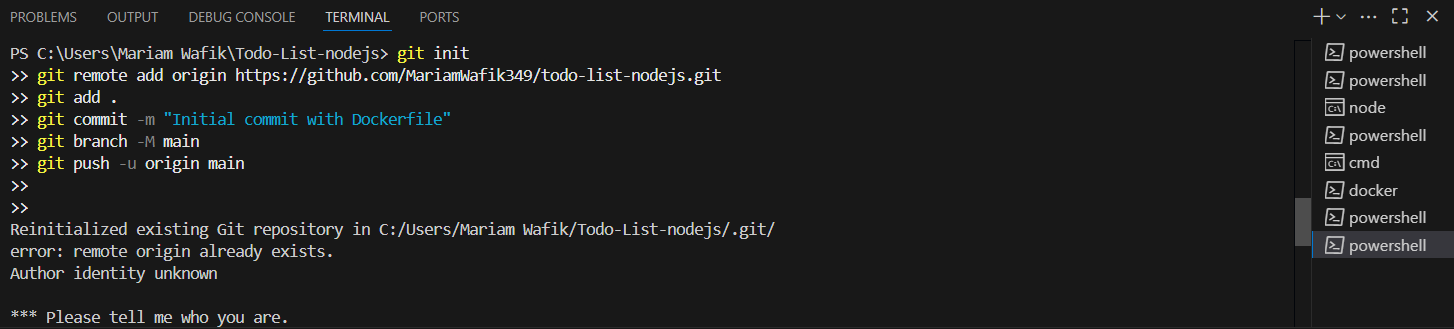 PROBLEMS OUTPUT DEBUG CONSOLE TERMINAL PORTS
PS C:\Users\Mariam Wafik\Todo-List-nodejs> git init
>> git remote add origin https://github.com/MariamWafik349/todo-list-nodejs.git
>> git add .
>> git commit -m "Initial commit with Dockerfile"
>> git branch -M main
>> git push -u origin main
>>
>>
Reinitialized existing Git repository in C:/Users/Mariam Wafik/Todo-List-nodejs/.git/
error: remote origin already exists.
Author identity unknown
*** Please tell me who you are.
powershell
powershell
node
powershell
cmd
docker
powershell
powershell